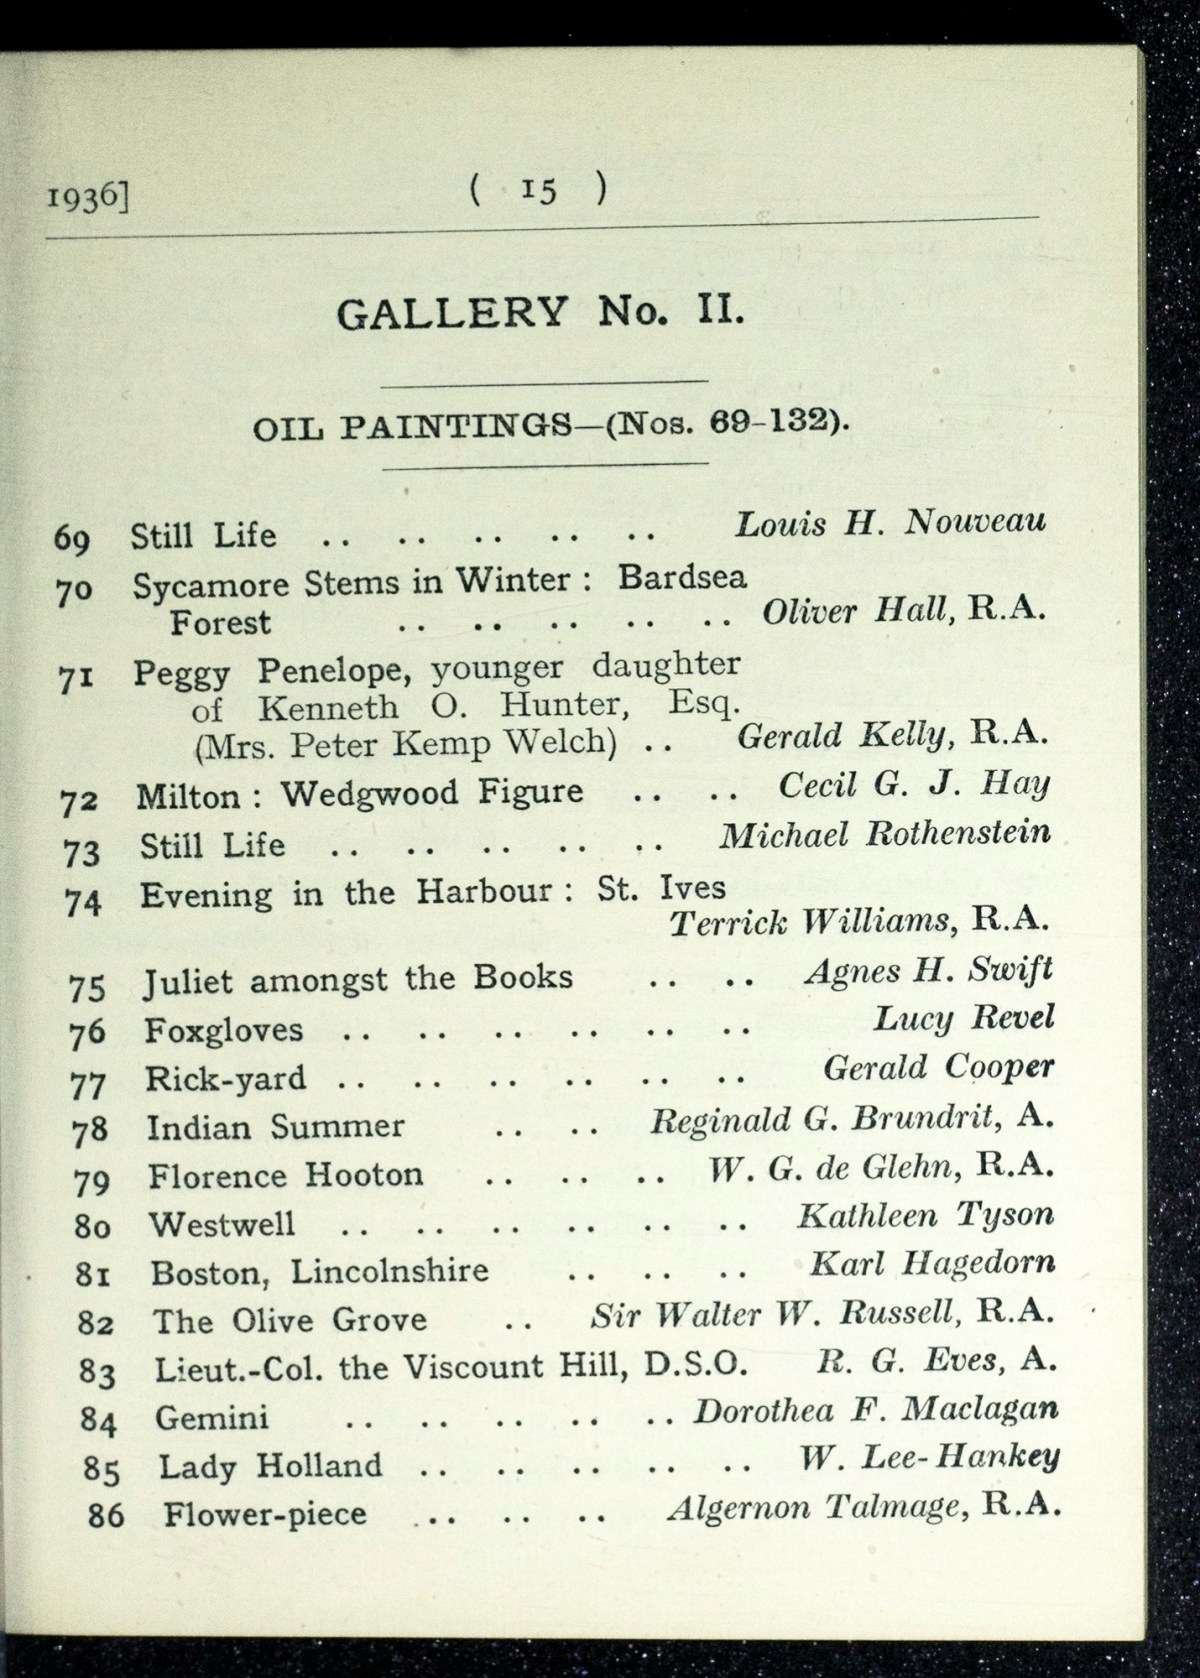 1936] ( 15 )
GALLERY No. II.
OIL PAINTINGS—(Nos. 69-132).
69 Still Life .. .. .. .. .. Louis H. Nouveau
70 Sycamore Stems in Winter : Bardsea
Forest .. .. .. .. .. Oliver Hall, R.A.
71 Peggy Penelope, younger daughter
of Kenneth O. Hunter, Esq.
(Mrs. Peter Kemp Welch) .. Gerald Kelly, R.A.
72 Milton : Wedgwood Figure .. .. Cecil G. J. Hay
73 Still Life .. .. .. .. .. Michael Rothenstein
74 Evening in the Harbour : St. Ives
Terrick Williams, R.A.
75 Juliet amongst the Books .. .. Agnes H. Swift
76 Foxgloves .. .. .. .. .. .. Lucy Revel
77 Rick-yard .. .. .. .. .. .. Gerald Cooper
78 Indian Summer .. .. Reginald G. Brundrit, A.
79 Florence Hooton .. .. .. W. G. de Glehn, R.A.
80 Westwell .. .. .. .. .. .. Kathleen Tyson
81 Boston, Lincolnshire .. .. .. Karl Hagedorn
82 The Olive Grove .. Sir Walter W. Russell, R.A.
83 Lieut.-Col. the Viscount Hill, D.S.O. R. G. Eves, A.
84 Gemini .. .. .. .. .. Dorothea F. Maclagan
85 Lady Holland .. .. .. .. .. W. Lee-Hankey
86 Flower-piece .. .. .. Algernon Talmage, R.A.